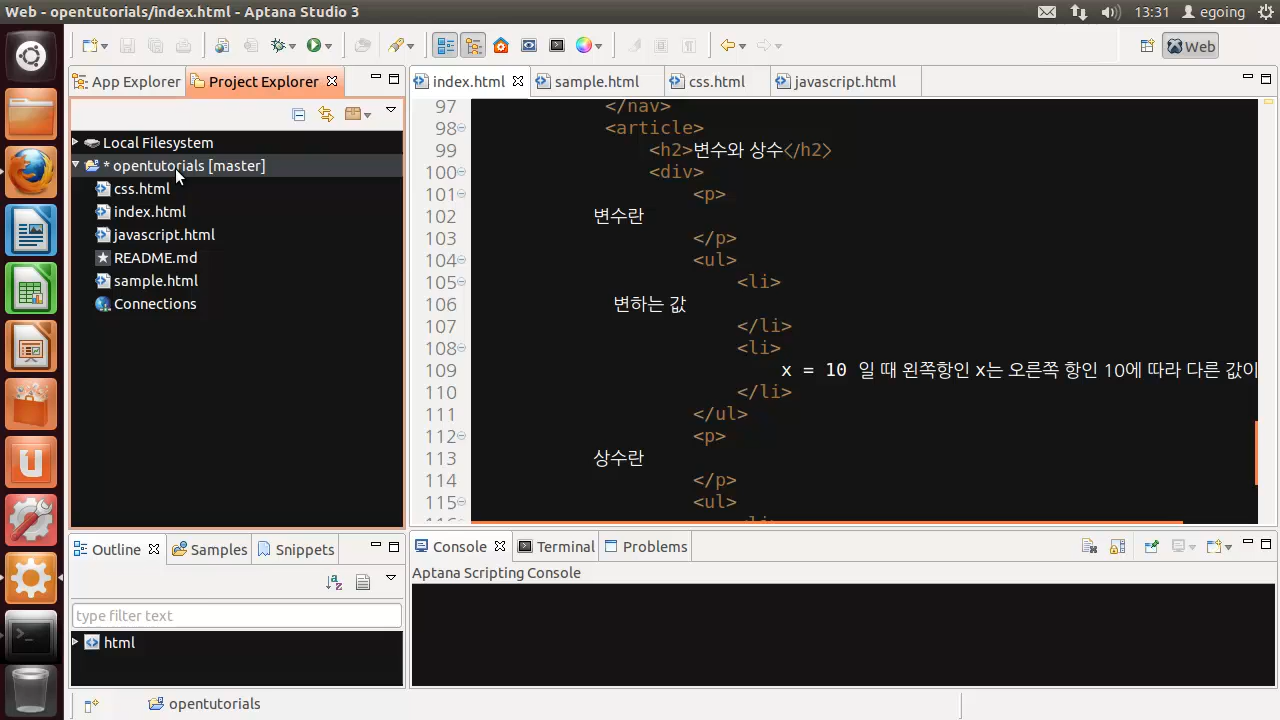 Web - opentutorials/index.html - Aptana Studio 3
13:31 egoing
Web
App Explorer Project Explorer
Local Filesystem
* opentutorials [master]
css.html
index.html
javascript.html
README.md
sample.html
Connections
index.html sample.html css.html javascript.html
97 </nav>
98 <article>
99 <h2>변수와 상수</h2>
100 <div>
101 <p>
102 변수란
103 </p>
104 <ul>
105 <li>
106 변하는 값
107 </li>
108 <li>
109 x = 10 일 때 왼쪽항인 x는 오른쪽 항인 10에 따라 다른 값이
110 </li>
111 </ul>
112 <p>
113 상수란
114 </p>
115 <ul>
Outline Samples Snippets
type filter text
html
Console Terminal Problems
Aptana Scripting Console
opentutorials